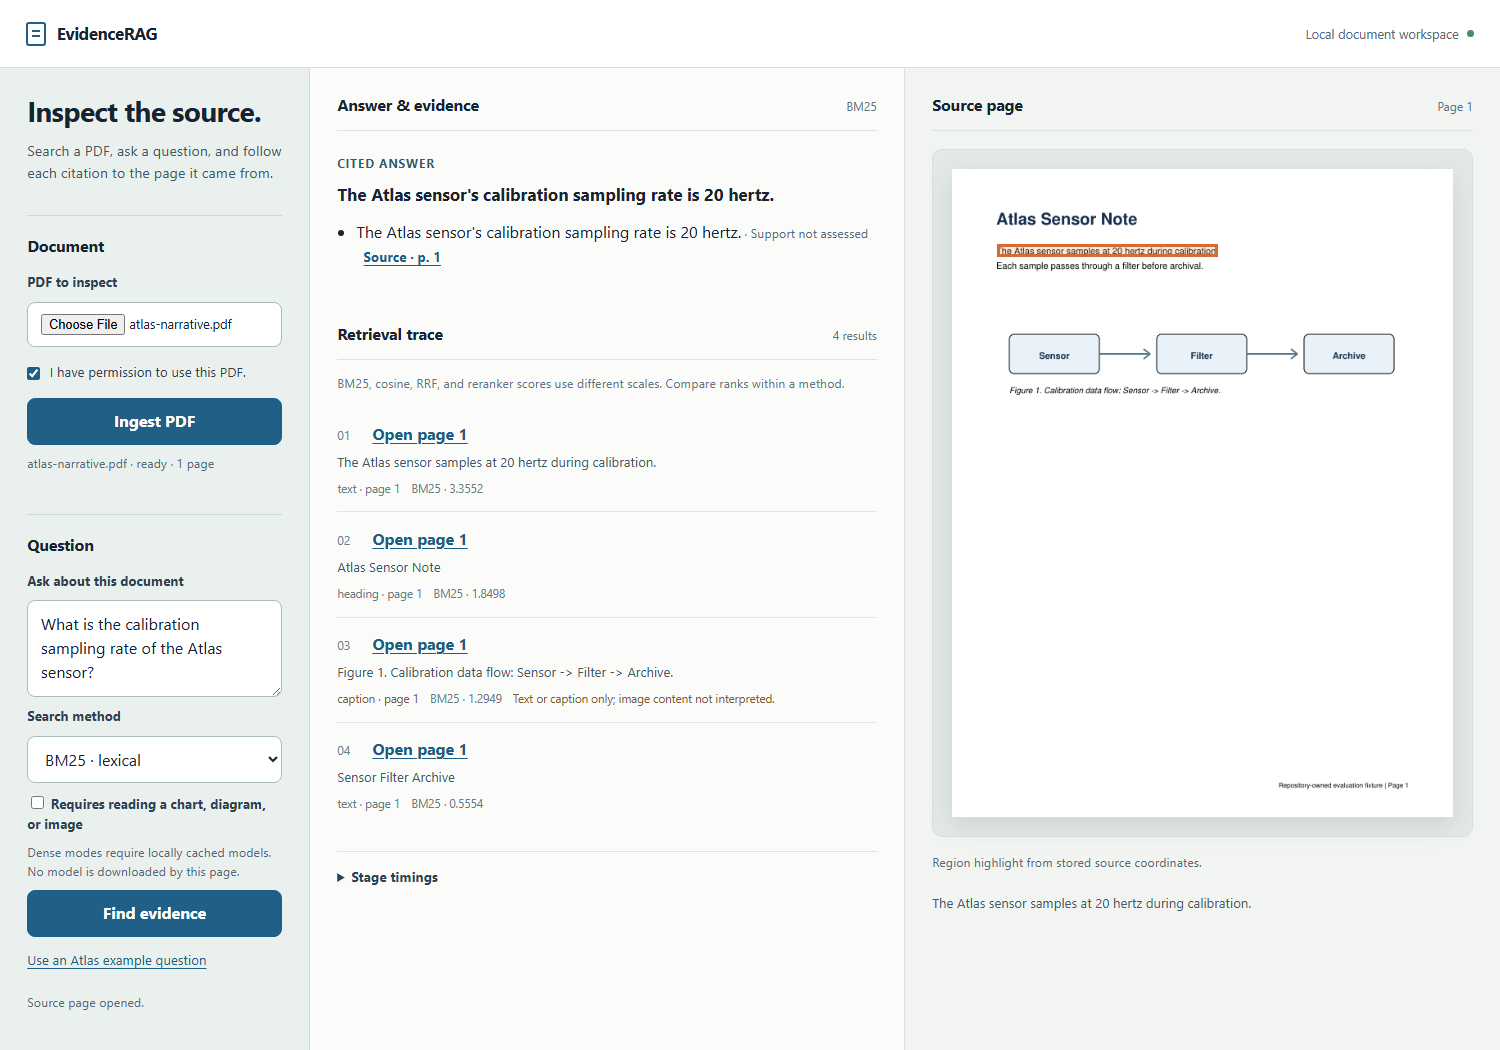 EvidenceRAG
Local document workspace
Inspect the source.
Search a PDF, ask a question, and follow
each citation to the page it came from.
Document
PDF to inspect
Choose File atlas-narrative.pdf
I have permission to use this PDF.
Ingest PDF
atlas-narrative.pdf · ready · 1 page
Question
Ask about this document
What is the calibration
sampling rate of the Atlas
sensor?
Search method
BM25 · lexical
Requires reading a chart, diagram,
or image
Dense modes require locally cached models.
No model is downloaded by this page.
Find evidence
Use an Atlas example question
Source page opened.
Answer & evidence
BM25
CITED ANSWER
The Atlas sensor's calibration sampling rate is 20 hertz.
The Atlas sensor's calibration sampling rate is 20 hertz. · Support not assessed
Source · p. 1
Retrieval trace
4 results
BM25, cosine, RRF, and reranker scores use different scales. Compare ranks within a method.
01 Open page 1
The Atlas sensor samples at 20 hertz during calibration.
text · page 1 BM25 · 3.3552
02 Open page 1
Atlas Sensor Note
heading · page 1 BM25 · 1.8498
03 Open page 1
Figure 1. Calibration data flow: Sensor -> Filter -> Archive.
caption · page 1 BM25 · 1.2949 Text or caption only; image content not interpreted.
04 Open page 1
Sensor Filter Archive
text · page 1 BM25 · 0.5554
Stage timings
Source page
Page 1
Atlas Sensor Note
The Atlas sensor samples at 20 hertz during calibration.
Each sample passes through a filter before archival.
Sensor
Filter
Archive
Figure 1. Calibration data flow: Sensor -> Filter -> Archive.
Repository-owned evaluation fixture | Page 1
Region highlight from stored source coordinates.
The Atlas sensor samples at 20 hertz during calibration.